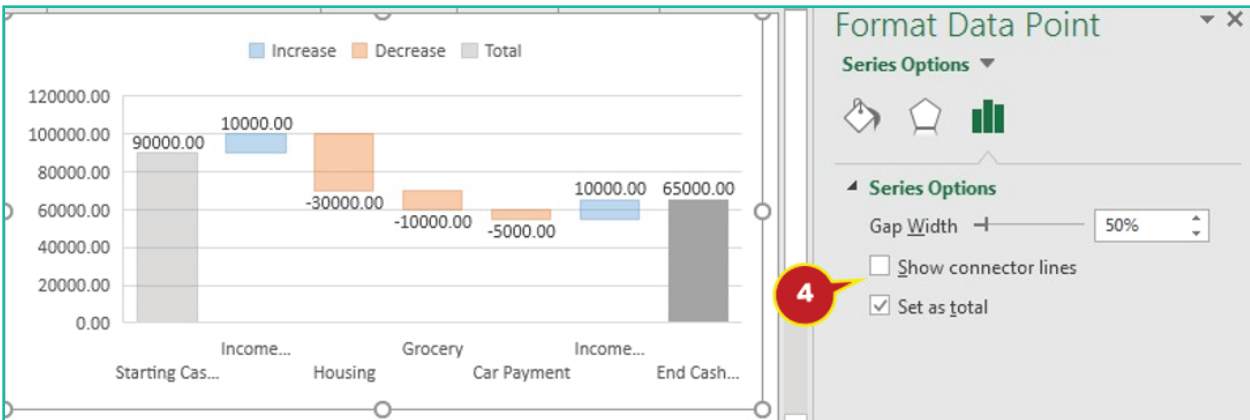 Increase Decrease Total
120000.00
100000.00
80000.00
60000.00
40000.00
20000.00
0.00
90000.00
10000.00
-30000.00
-10000.00
-5000.00
10000.00
65000.00
Income... Grocery Income...
Starting Cas... Housing Car Payment End Cash...
Format Data Point
Series Options
Series Options
Gap Width 50%
Show connector lines
4
Set as total